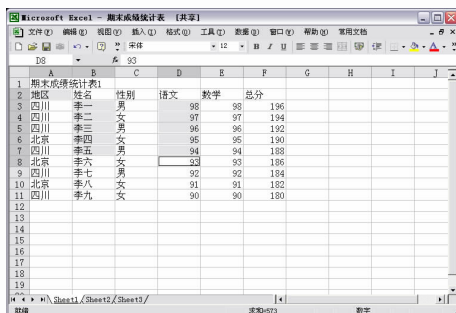 Microsoft Excel - 期末成绩统计表 [共享]
文件(F) 编辑(E) 视图(V) 插入(I) 格式(O) 工具(T) 数据(D) 窗口(W) 帮助(H) 常用文档
宋体 12 B I U
D8 fx 93
A B C D E F G H I J
1 期末成绩统计表1
2 地区 姓名 性别 语文 数学 总分
3 四川 李一 男 98 98 196
4 四川 李二 女 97 97 194
5 四川 李三 男 96 96 192
6 北京 李四 女 95 95 190
7 四川 李五 男 94 94 188
8 北京 李六 女 93 93 186
9 四川 李七 男 92 92 184
10 北京 李八 女 91 91 182
11 四川 李九 女 90 90 180
12
13
14
15
16
17
18
19
Sheet1 Sheet2 Sheet3
就绪 求和=573 数字